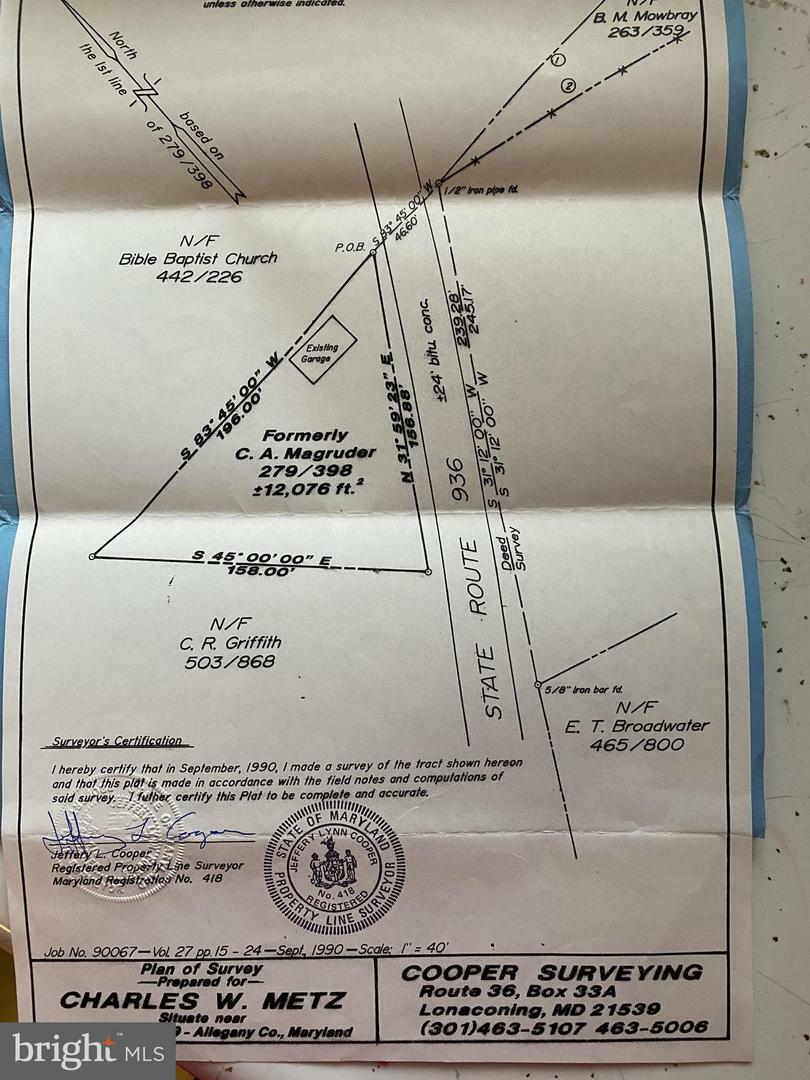 unless otherwise indicated.
N/F
B. M. Mowbray
263/359
1
2
North
the 1st line
based on
of 279/398
1/2" Iron pipe fd.
S 83° 45' 00" W
46.60'
P.O.B.
N/F
Bible Baptist Church
442/226
Existing
Garage
S 83° 45' 00" W
196.00'
N 31° 59' 23" E
156.88'
±24' bitu conc.
239.28'
245.17'
Formerly
C. A. Magruder
279/398
±12,076 ft.²
STATE ROUTE 936
Deed S 31° 12' 00" W
Survey S 31° 12' 00" W
S 45° 00' 00" E
158.00'
N/F
C. R. Griffith
503/868
5/8" Iron bar fd.
N/F
E. T. Broadwater
465/800
Surveyor's Certification
I hereby certify that in September, 1990, I made a survey of the tract shown hereon
and that this plat is made in accordance with the field notes and computations of
said survey. I futher certify this Plat to be complete and accurate.
Jeffery L. Cooper
Registered Property Line Surveyor
Maryland Registration No. 418
STATE OF MARYLAND
JEFFERY LYNN COOPER
No. 418
REGISTERED
PROPERTY LINE SURVEYOR
Job No. 90067—Vol. 27 pp. 15 - 24—Sept., 1990—Scale: 1" = 40'
Plan of Survey
—Prepared for—
CHARLES W. METZ
Situate near
9 - Allegany Co., Maryland
COOPER SURVEYING
Route 36, Box 33A
Lonaconing, MD 21539
(301)463-5107 463-5006
bright MLS